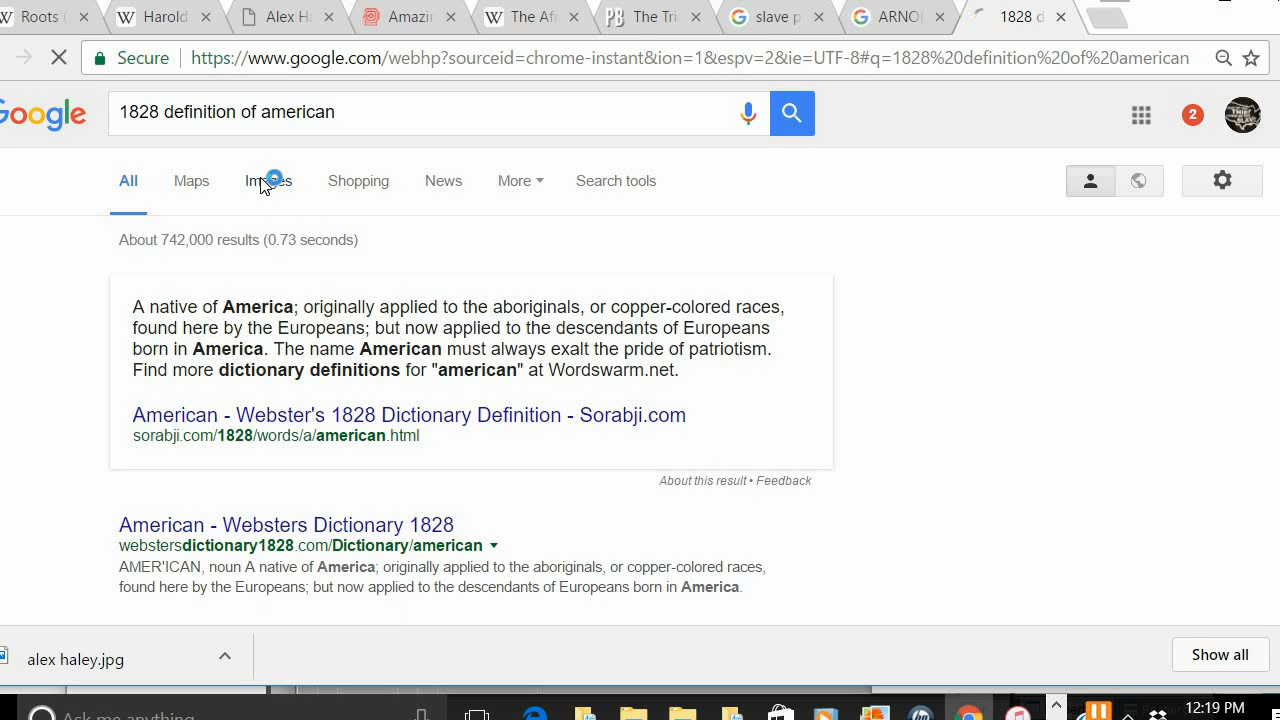 Roots ( × Harold × Alex H × Amazin × The Af × The Tri × slave p × ARNOL × 1828 d ×
Secure https://www.google.com/webhp?sourceid=chrome-instant&ion=1&espv=2&ie=UTF-8#q=1828%20definition%20of%20american
Google 1828 definition of american 2
All Maps Images Shopping News More Search tools
About 742,000 results (0.73 seconds)
A native of America; originally applied to the aboriginals, or copper-colored races,
found here by the Europeans; but now applied to the descendants of Europeans
born in America. The name American must always exalt the pride of patriotism.
Find more dictionary definitions for "american" at Wordswarm.net.
American - Webster's 1828 Dictionary Definition - Sorabji.com
sorabji.com/1828/words/a/american.html
About this result • Feedback
American - Websters Dictionary 1828
webstersdictionary1828.com/Dictionary/american
AMER'ICAN, noun A native of America; originally applied to the aboriginals, or copper-colored races,
found here by the Europeans; but now applied to the descendants of Europeans born in America.
alex haley.jpg Show all
Ask me anything 12:19 PM